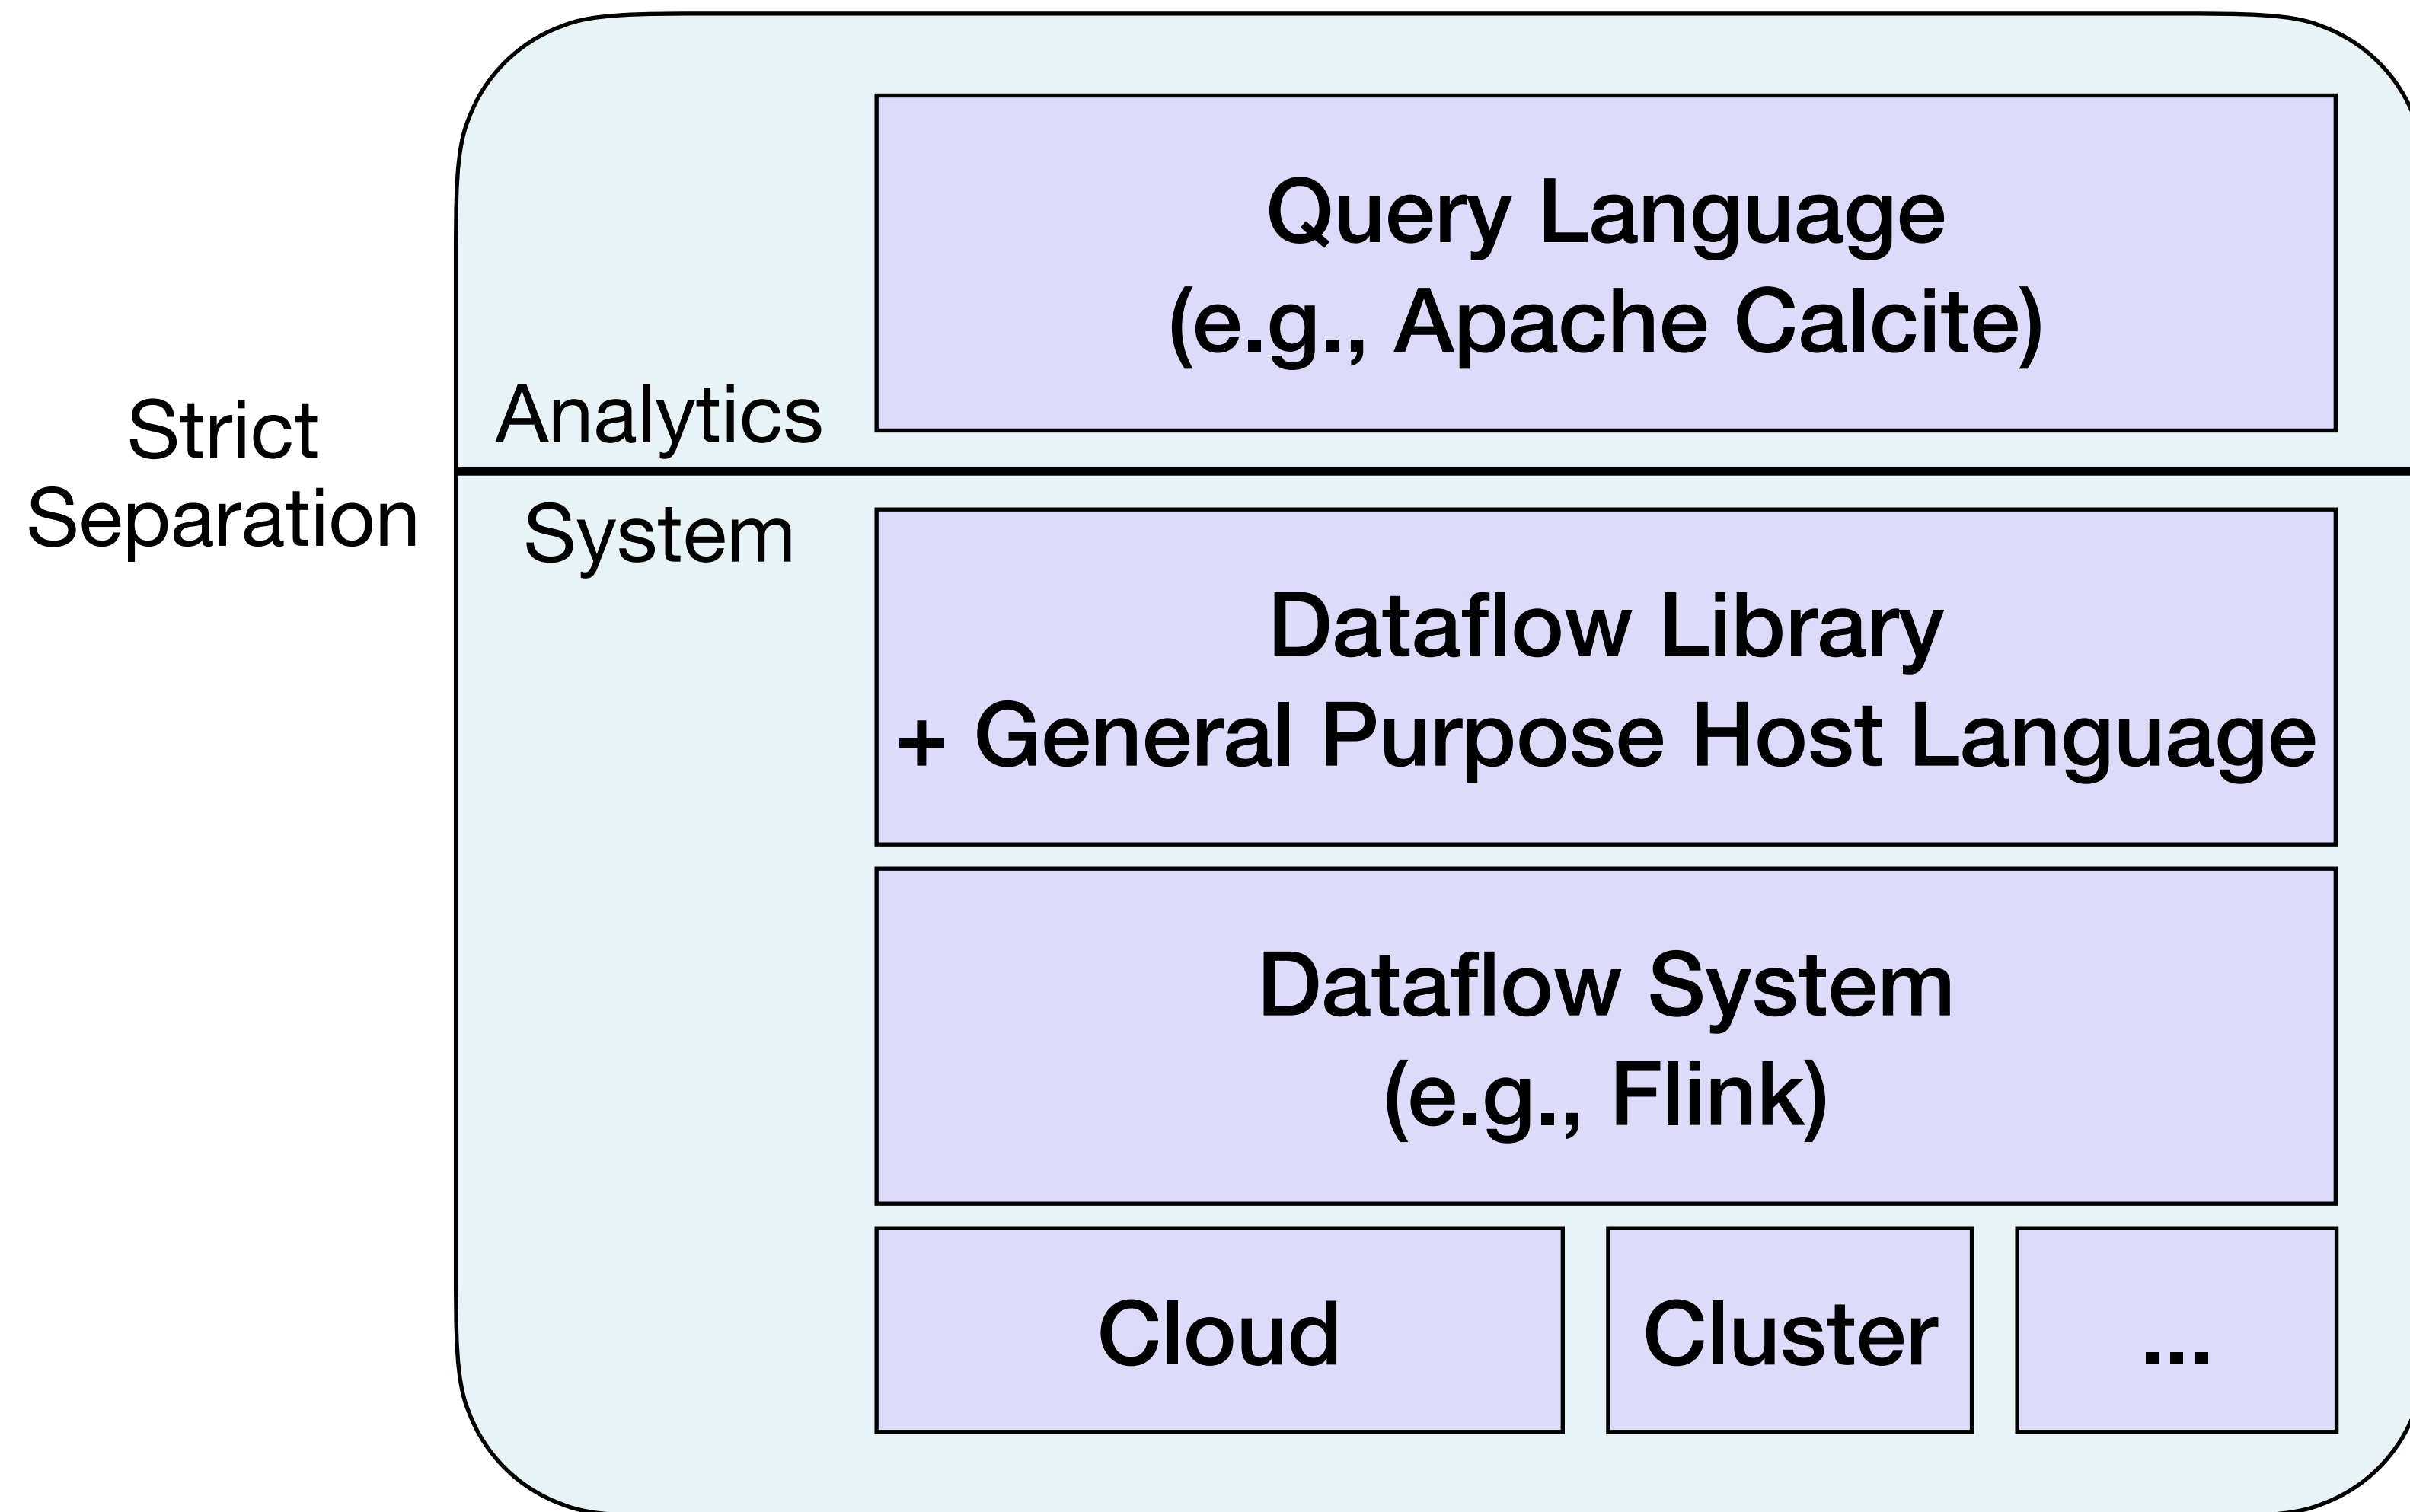 Query Language
(e.g., Apache Calcite)
Strict
Separation
Analytics
System
Dataflow Library
+ General Purpose Host Language
Dataflow System
(e.g., Flink)
Cloud
Cluster
...